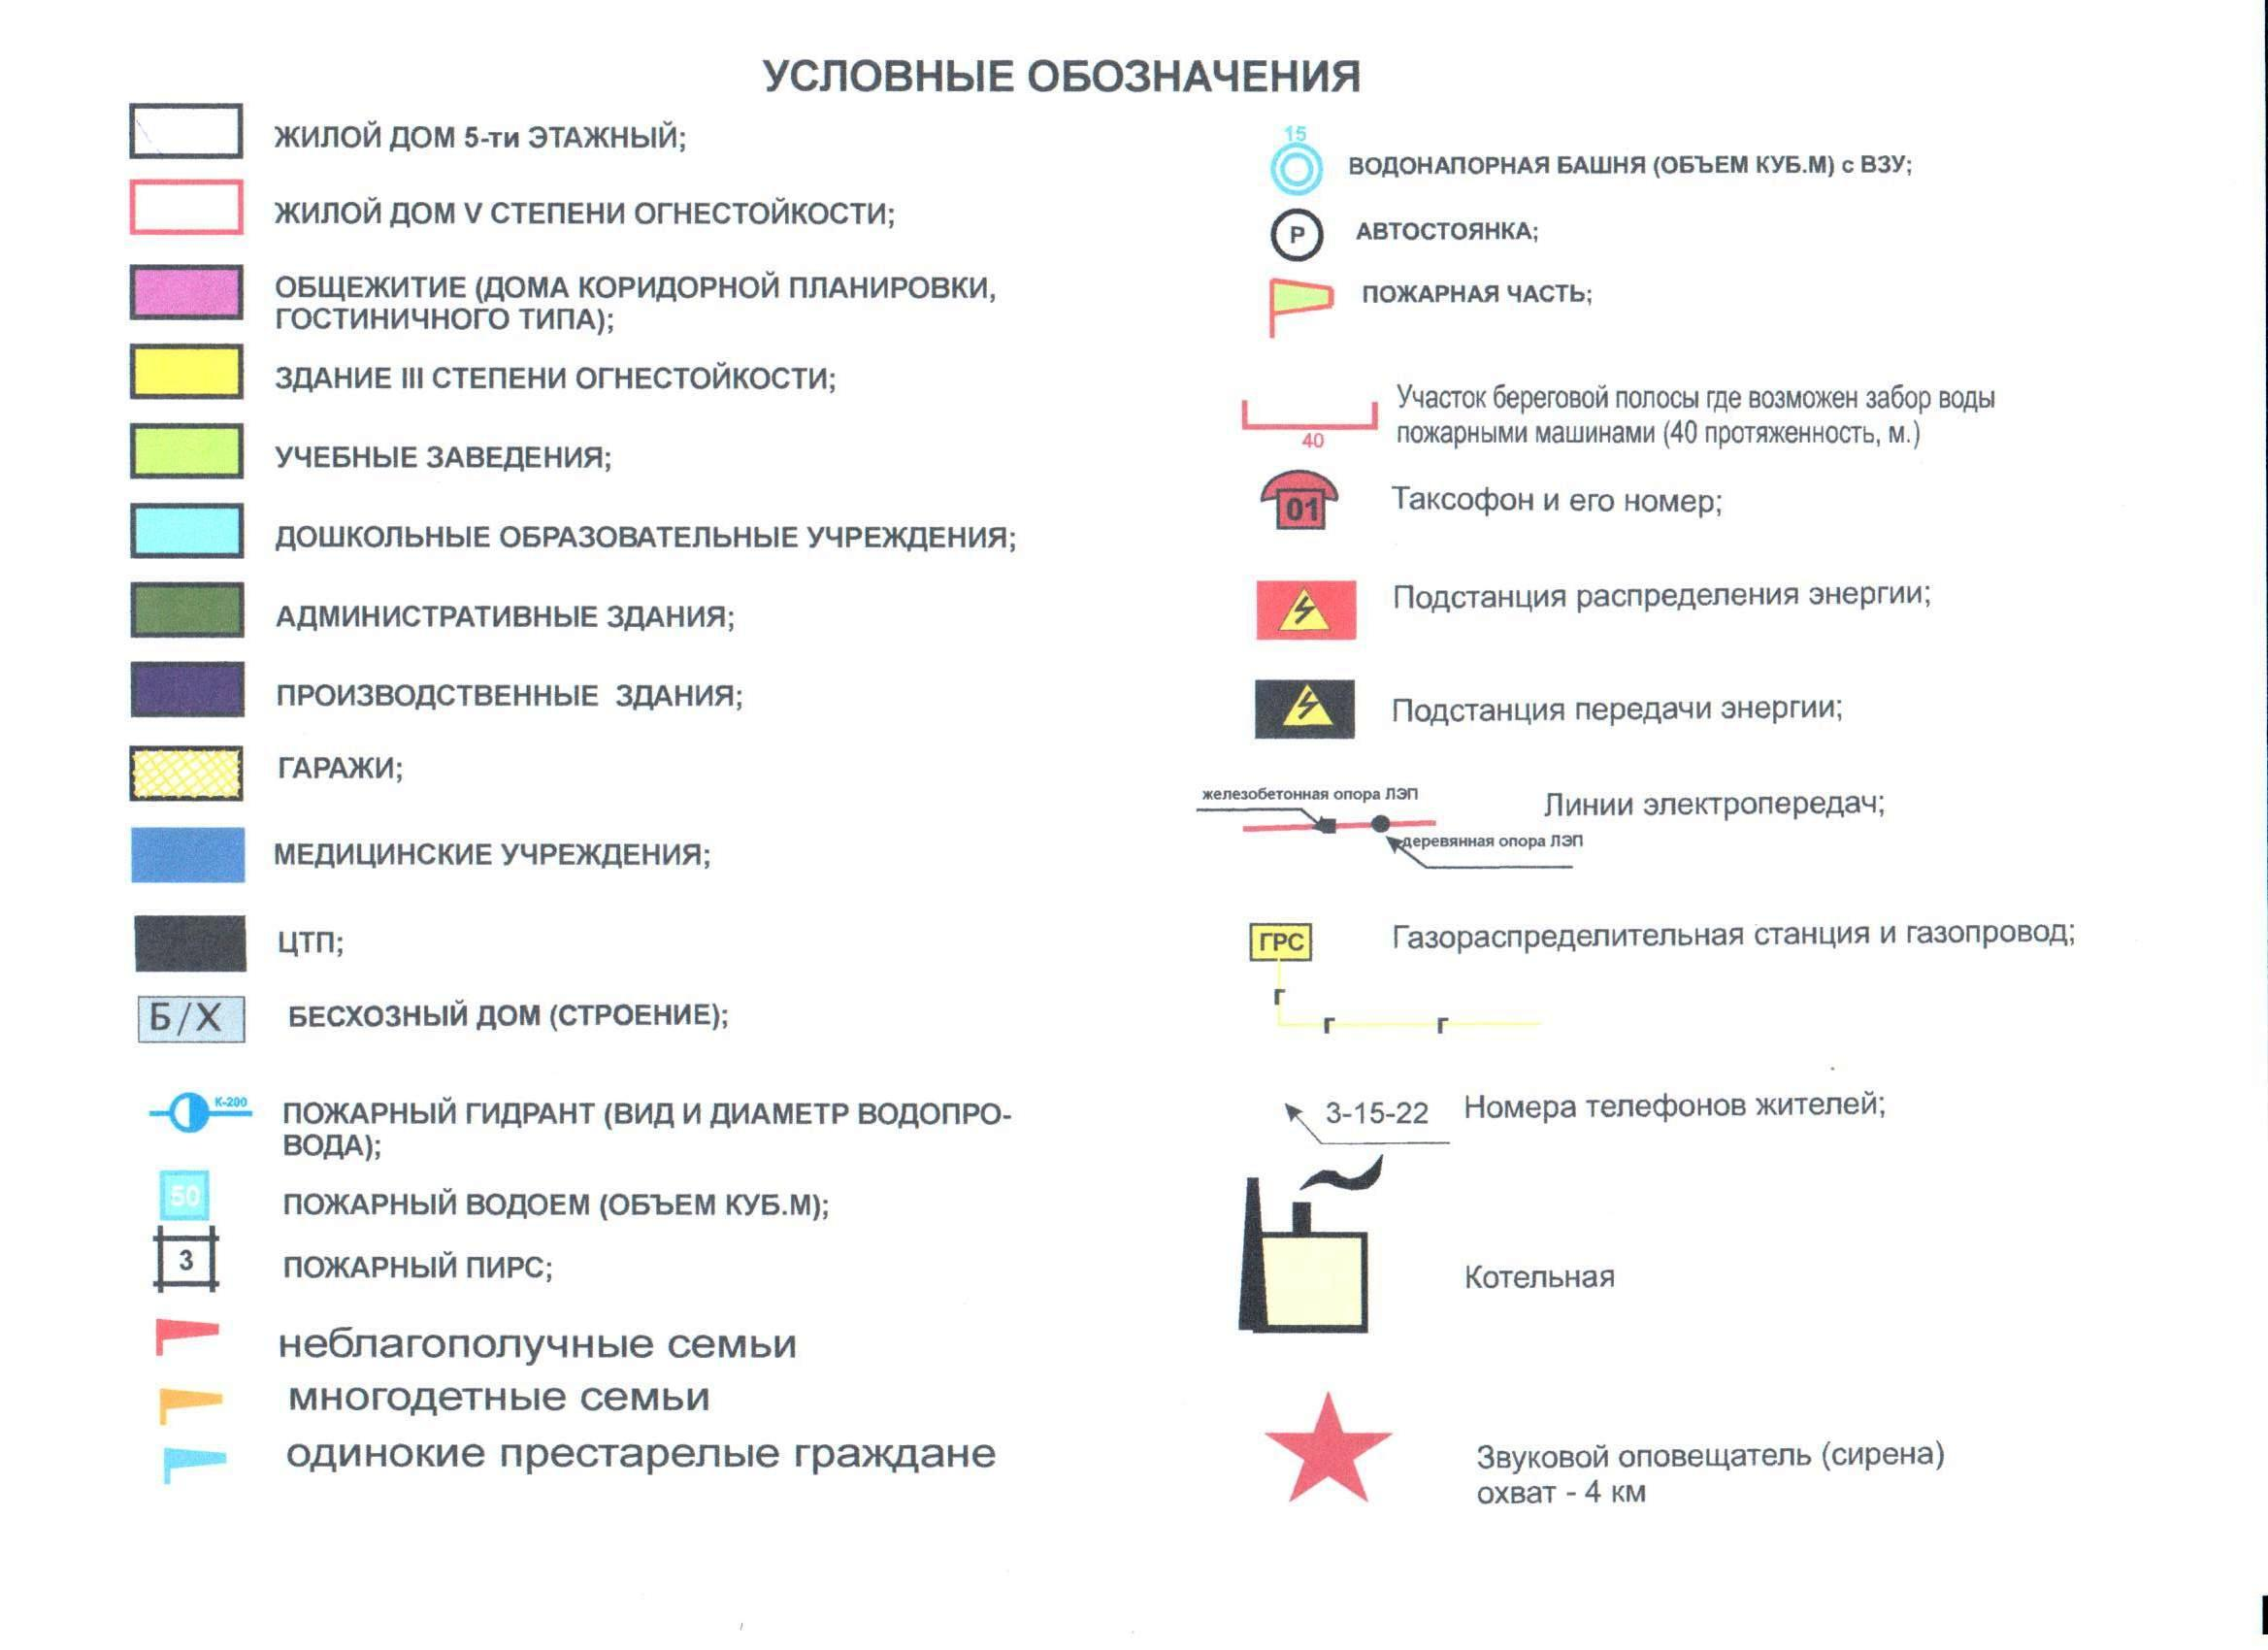 УСЛОВНЫЕ ОБОЗНАЧЕНИЯ
ЖИЛОЙ ДОМ 5-ти ЭТАЖНЫЙ;
ЖИЛОЙ ДОМ V СТЕПЕНИ ОГНЕСТОЙКОСТИ;
ОБЩЕЖИТИЕ (ДОМА КОРИДОРНОЙ ПЛАНИРОВКИ,
ГОСТИНИЧНОГО ТИПА);
ЗДАНИЕ III СТЕПЕНИ ОГНЕСТОЙКОСТИ;
УЧЕБНЫЕ ЗАВЕДЕНИЯ;
ДОШКОЛЬНЫЕ ОБРАЗОВАТЕЛЬНЫЕ УЧРЕЖДЕНИЯ;
АДМИНИСТРАТИВНЫЕ ЗДАНИЯ;
ПРОИЗВОДСТВЕННЫЕ ЗДАНИЯ;
ГАРАЖИ;
МЕДИЦИНСКИЕ УЧРЕЖДЕНИЯ;
ЦТП;
Б/Х БЕСХОЗНЫЙ ДОМ (СТРОЕНИЕ);
К-200 ПОЖАРНЫЙ ГИДРАНТ (ВИД И ДИАМЕТР ВОДОПРО-
ВОДА);
50 ПОЖАРНЫЙ ВОДОЕМ (ОБЪЕМ КУБ.М);
3 ПОЖАРНЫЙ ПИРС;
неблагополучные семьи
многодетные семьи
одинокие престарелые граждане
15
ВОДОНАПОРНАЯ БАШНЯ (ОБЪЕМ КУБ.М) с ВЗУ;
Р АВТОСТОЯНКА;
ПОЖАРНАЯ ЧАСТЬ;
Участок береговой полосы где возможен забор воды
пожарными машинами (40 протяженность, м.)
40
01 Таксофон и его номер;
Подстанция распределения энергии;
Подстанция передачи энергии;
железобетонная опора ЛЭП
Линии электропередач;
деревянная опора ЛЭП
ГРС Газораспределительная станция и газопровод;
Г
Г Г
3-15-22 Номера телефонов жителей;
Котельная
Звуковой оповещатель (сирена)
охват - 4 км